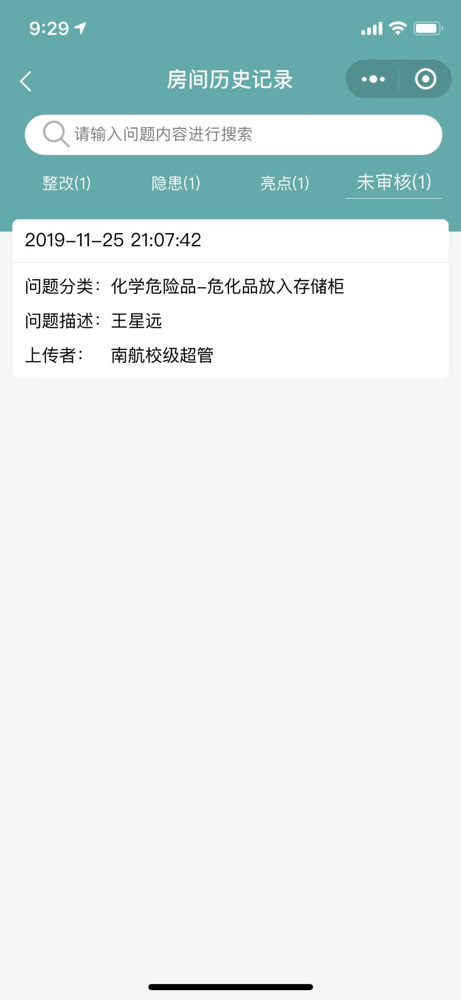 9:29
房间历史记录
请输入问题内容进行搜索
整改(1) 隐患(1) 亮点(1) 未审核(1)
2019-11-25 21:07:42
问题分类：化学危险品-危化品放入存储柜
问题描述：王星远
上传者： 南航校级超管